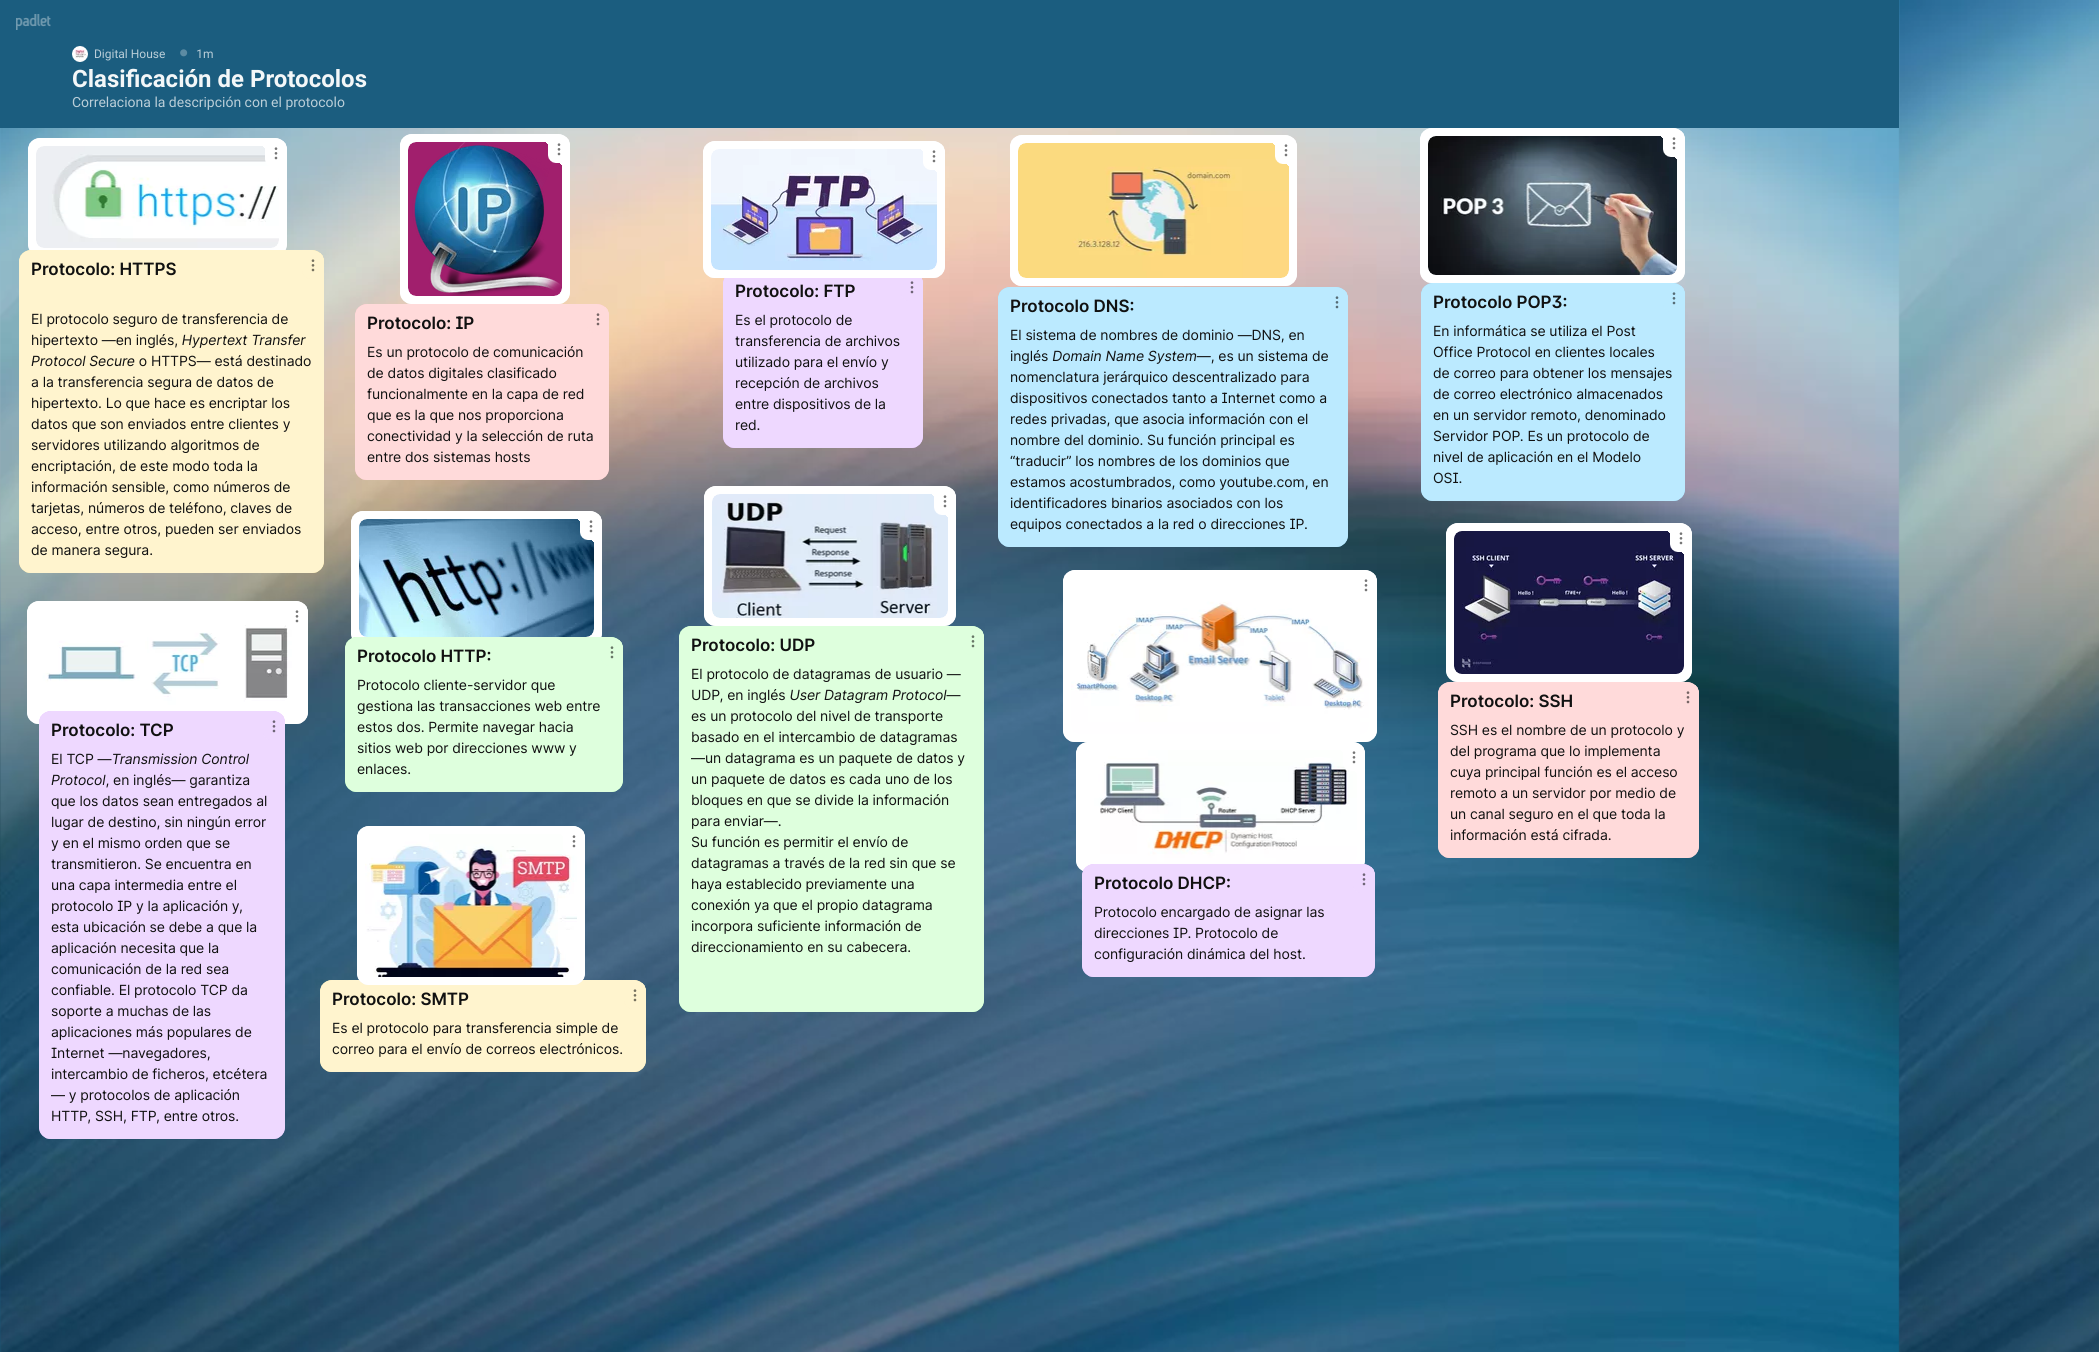 padlet
Digital House • 1m
Clasificación de Protocolos
Correlaciona la descripción con el protocolo
https://
Protocolo: HTTPS
El protocolo seguro de transferencia de
hipertexto —en inglés, Hypertext Transfer
Protocol Secure o HTTPS— está destinado
a la transferencia segura de datos de
hipertexto. Lo que hace es encriptar los
datos que son enviados entre clientes y
servidores utilizando algoritmos de
encriptación, de este modo toda la
información sensible, como números de
tarjetas, números de teléfono, claves de
acceso, entre otros, pueden ser enviados
de manera segura.
TCP
Protocolo: TCP
El TCP —Transmission Control
Protocol, en inglés— garantiza
que los datos sean entregados al
lugar de destino, sin ningún error
y en el mismo orden que se
transmitieron. Se encuentra en
una capa intermedia entre el
protocolo IP y la aplicación y,
esta ubicación se debe a que la
aplicación necesita que la
comunicación de la red sea
confiable. El protocolo TCP da
soporte a muchas de las
aplicaciones más populares de
Internet —navegadores,
intercambio de ficheros, etcétera
— y protocolos de aplicación
HTTP, SSH, FTP, entre otros.
IP
Protocolo: IP
Es un protocolo de comunicación
de datos digitales clasificado
funcionalmente en la capa de red
que es la que nos proporciona
conectividad y la selección de ruta
entre dos sistemas hosts
http://www
Protocolo HTTP:
Protocolo cliente-servidor que
gestiona las transacciones web entre
estos dos. Permite navegar hacia
sitios web por direcciones www y
enlaces.
SMTP
Protocolo: SMTP
Es el protocolo para transferencia simple de
correo para el envío de correos electrónicos.
FTP
Protocolo: FTP
Es el protocolo de
transferencia de archivos
utilizado para el envío y
recepción de archivos
entre dispositivos de la
red.
UDP
Request
Response
Response
Client
Server
Protocolo: UDP
El protocolo de datagramas de usuario —
UDP, en inglés User Datagram Protocol—
es un protocolo del nivel de transporte
basado en el intercambio de datagramas
—un datagrama es un paquete de datos y
un paquete de datos es cada uno de los
bloques en que se divide la información
para enviar—.
Su función es permitir el envío de
datagramas a través de la red sin que se
haya establecido previamente una
conexión ya que el propio datagrama
incorpora suficiente información de
direccionamiento en su cabecera.
domain.com
216.3.128.12
Protocolo DNS:
El sistema de nombres de dominio —DNS, en
inglés Domain Name System—, es un sistema de
nomenclatura jerárquico descentralizado para
dispositivos conectados tanto a Internet como a
redes privadas, que asocia información con el
nombre del dominio. Su función principal es
“traducir” los nombres de los dominios que
estamos acostumbrados, como youtube.com, en
identificadores binarios asociados con los
equipos conectados a la red o direcciones IP.
IMAP
IMAP
IMAP
IMAP
Email Server
SmartPhone
Desktop PC
Tablet
Desktop PC
DHCP Client
Router
DHCP Server
DHCP
Dynamic Host
Configuration Protocol
Protocolo DHCP:
Protocolo encargado de asignar las
direcciones IP. Protocolo de
configuración dinámica del host.
POP 3
Protocolo POP3:
En informática se utiliza el Post
Office Protocol en clientes locales
de correo para obtener los mensajes
de correo electrónico almacenados
en un servidor remoto, denominado
Servidor POP. Es un protocolo de
nivel de aplicación en el Modelo
OSI.
SSH CLIENT
SSH SERVER
Hello !
Hello !
Protocolo: SSH
SSH es el nombre de un protocolo y
del programa que lo implementa
cuya principal función es el acceso
remoto a un servidor por medio de
un canal seguro en el que toda la
información está cifrada.